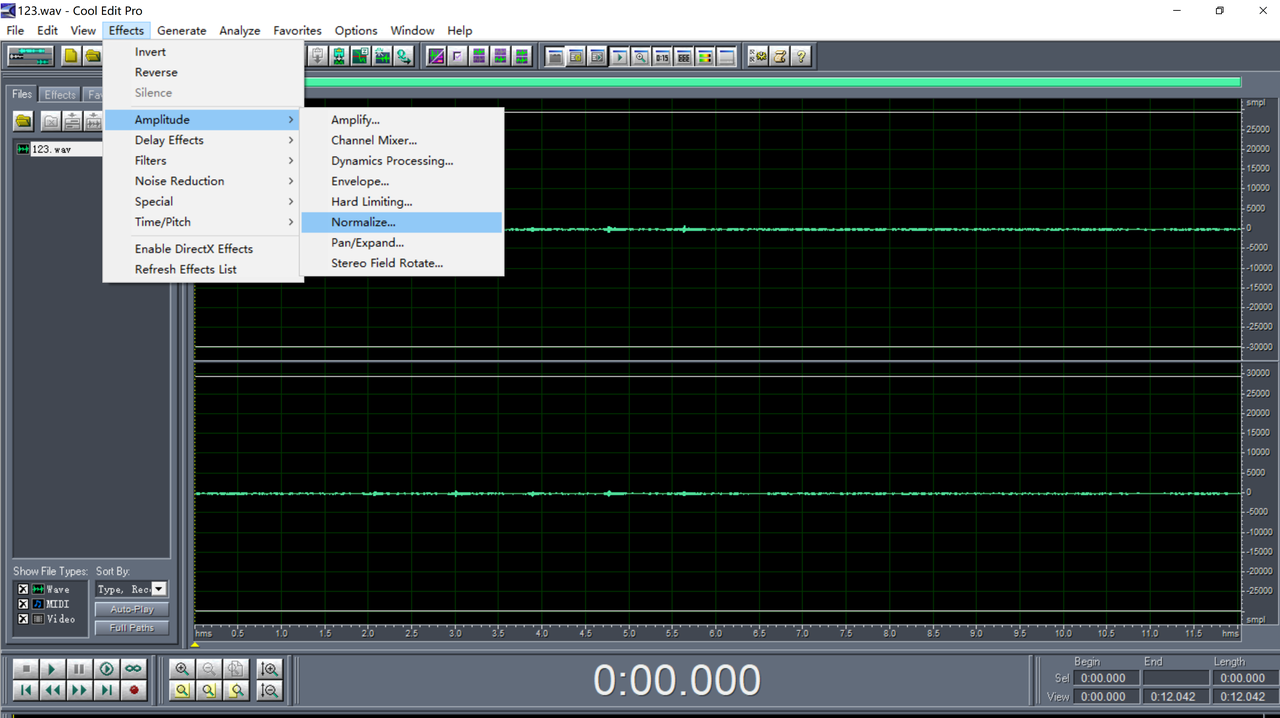 123.wav - Cool Edit Pro
File Edit View Effects Generate Analyze Favorites Options Window Help
Invert
Reverse
Silence
Amplitude
Delay Effects
Filters
Noise Reduction
Special
Time/Pitch
Enable DirectX Effects
Refresh Effects List
Amplify...
Channel Mixer...
Dynamics Processing...
Envelope...
Hard Limiting...
Normalize...
Pan/Expand...
Stereo Field Rotate...
0:15
Files Effects Fa
123.wav
smpl
25000
20000
15000
10000
5000
0
-5000
-10000
-15000
-20000
-25000
-30000
30000
25000
20000
15000
10000
5000
0
-5000
-10000
-15000
-20000
-25000
smpl
hms 0.5 1.0 1.5 2.0 2.5 3.0 3.5 4.0 4.5 5.0 5.5 6.0 6.5 7.0 7.5 8.0 8.5 9.0 9.5 10.0 10.5 11.0 11.5 hms
Show File Types: Sort By:
Wave Type, Rec
MIDI Auto-Play
Video Full Paths
0:00.000
Begin End Length
Sel 0:00.000 0:00.000
View 0:00.000 0:12.042 0:12.042